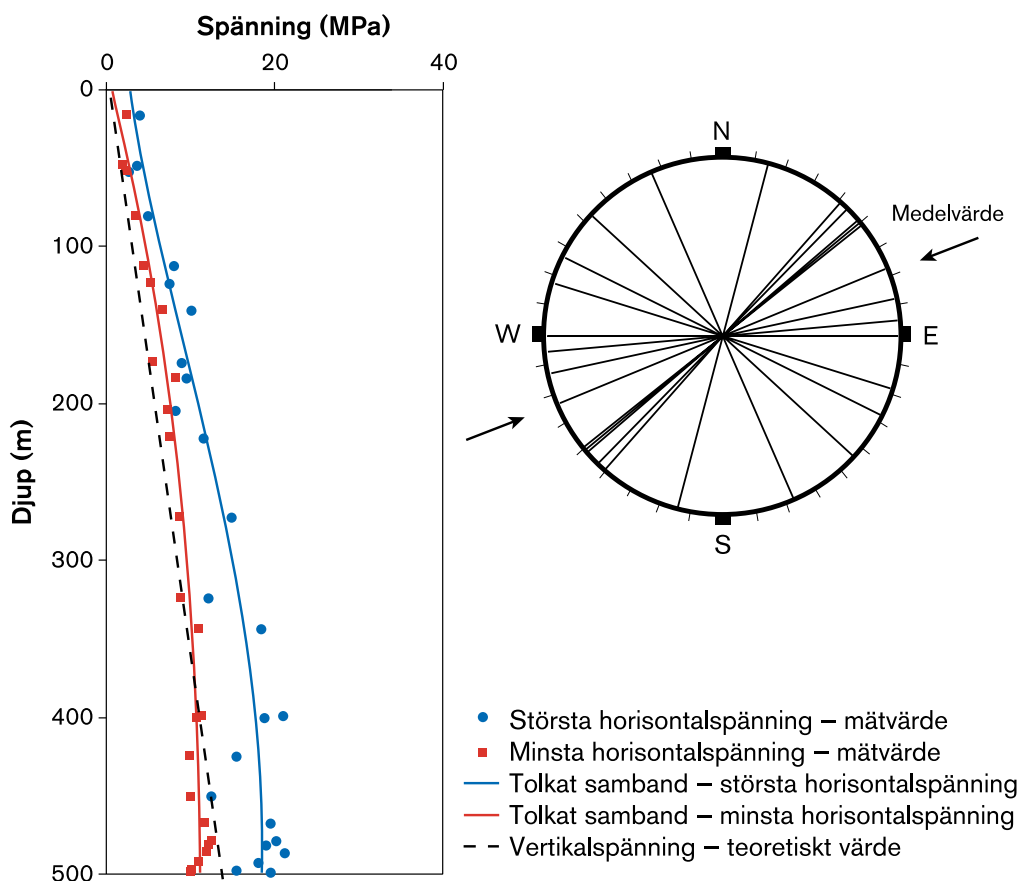 Spänning (MPa)
0 20 40
0
100
200
300
400
500
Djup (m)
N
Medelvärde
W
E
S
Största horisontalspänning – mätvärde
Minsta horisontalspänning – mätvärde
Tolkat samband – största horisontalspänning
Tolkat samband – minsta horisontalspänning
Vertikalspänning – teoretiskt värde